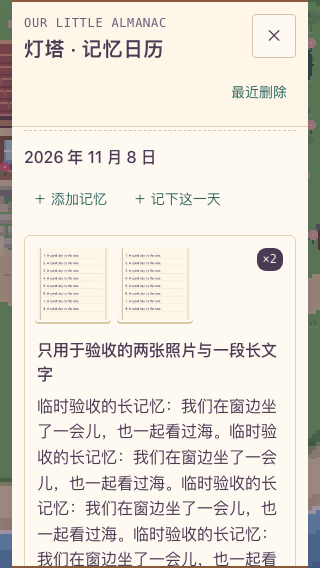 OUR LITTLE ALMANAC
灯塔 · 记忆日历
最近删除
2026 年 11 月 8 日
+ 添加记忆
+ 记下这一天
×2
只用于验收的两张照片与一段长文
字
临时验收的长记忆：我们在窗边坐
了一会儿，也一起看过海。临时验
收的长记忆：我们在窗边坐了一会
儿，也一起看过海。临时验收的长
记忆：我们在窗边坐了一会儿，也
一起看过海。临时验收的长记忆：
我们在窗边坐了一会儿，也一起看